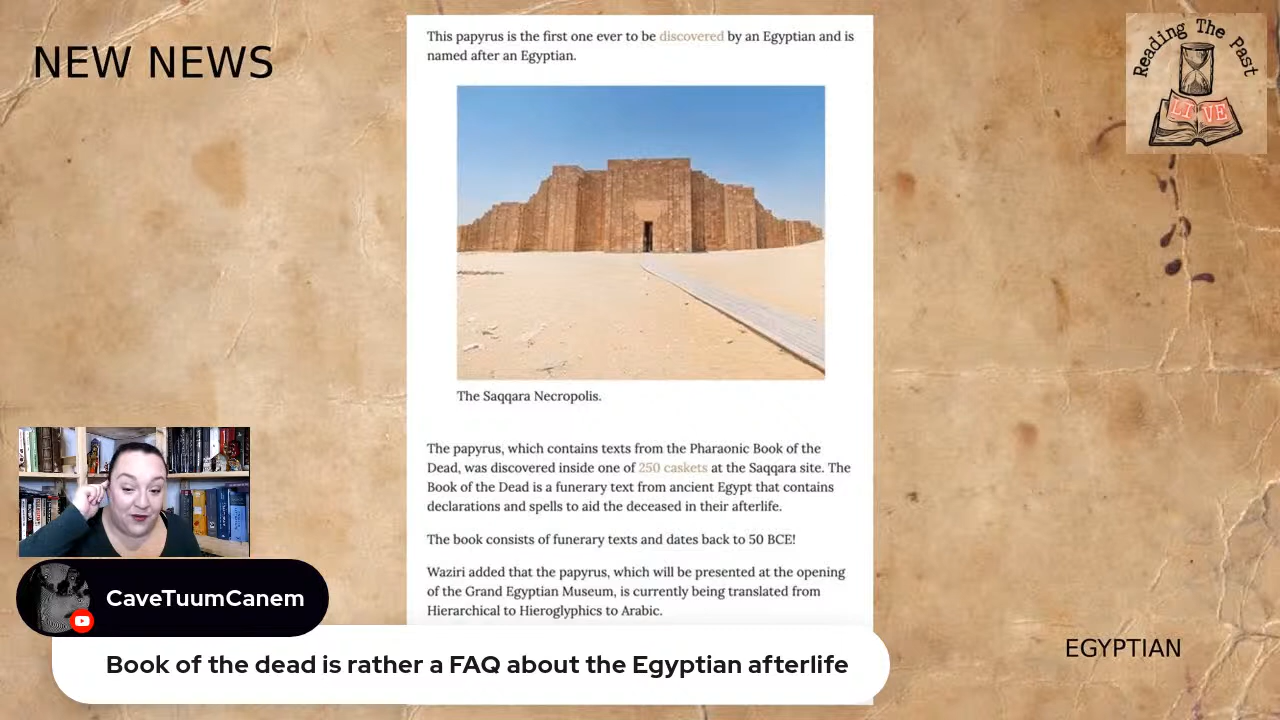 NEW NEWS
This papyrus is the first one ever to be discovered by an Egyptian and is
named after an Egyptian.
Reading The Past
LIVE
The Saqqara Necropolis.
The papyrus, which contains texts from the Pharaonic Book of the
Dead, was discovered inside one of 250 caskets at the Saqqara site. The
Book of the Dead is a funerary text from ancient Egypt that contains
declarations and spells to aid the deceased in their afterlife.
The book consists of funerary texts and dates back to 50 BCE!
Waziri added that the papyrus, which will be presented at the opening
of the Grand Egyptian Museum, is currently being translated from
Hierarchical to Hieroglyphics to Arabic.
CaveTuumCanem
Book of the dead is rather a FAQ about the Egyptian afterlife
EGYPTIAN